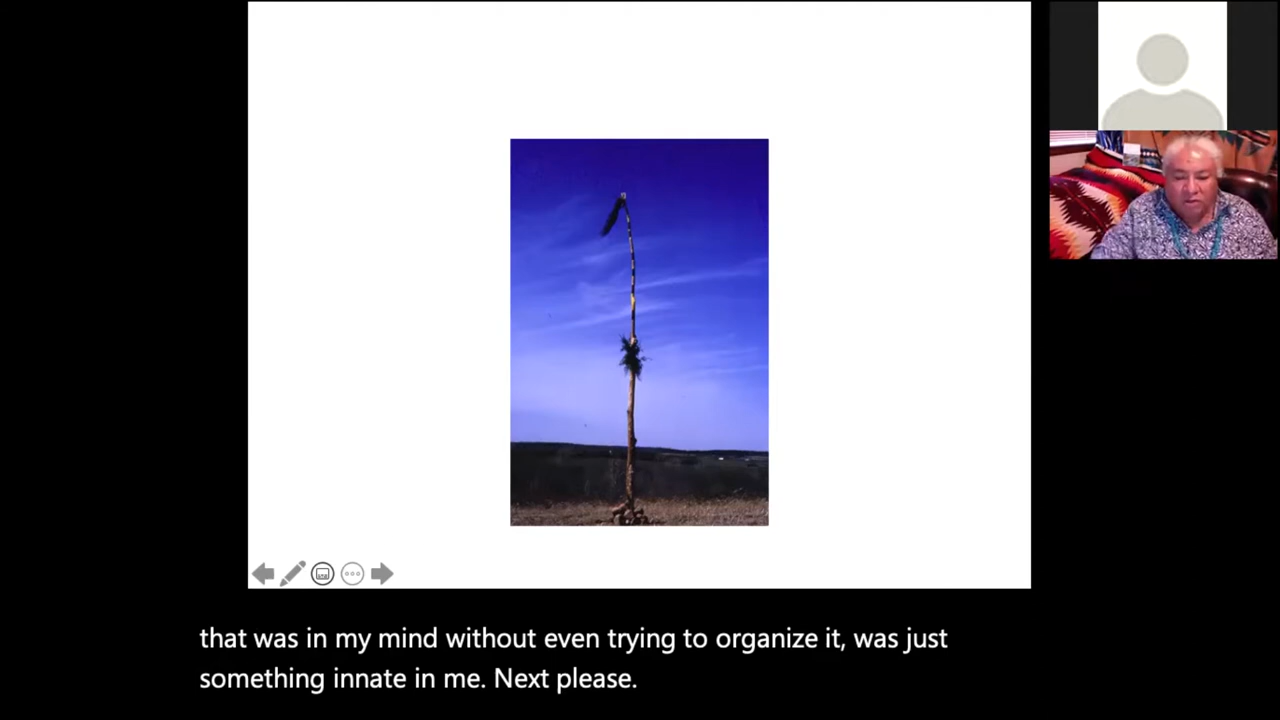 that was in my mind without even trying to organize it, was just
something innate in me. Next please.